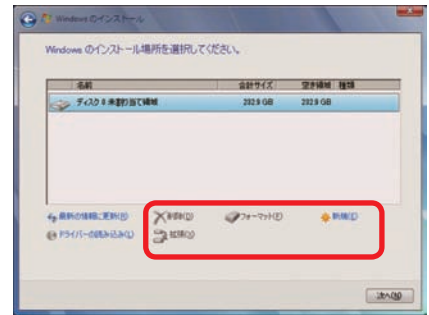 Windows のインストール
Windows のインストール場所を選択してください。
名前 合計サイズ 空き領域 種類
ディスク 0 未割り当て領域 202.9 GB 202.9 GB
最新の情報に更新(R) 削除(D) フォーマット(F) 新規(E)
ドライバーの読み込み(L) 拡張(X)
次へ(N)